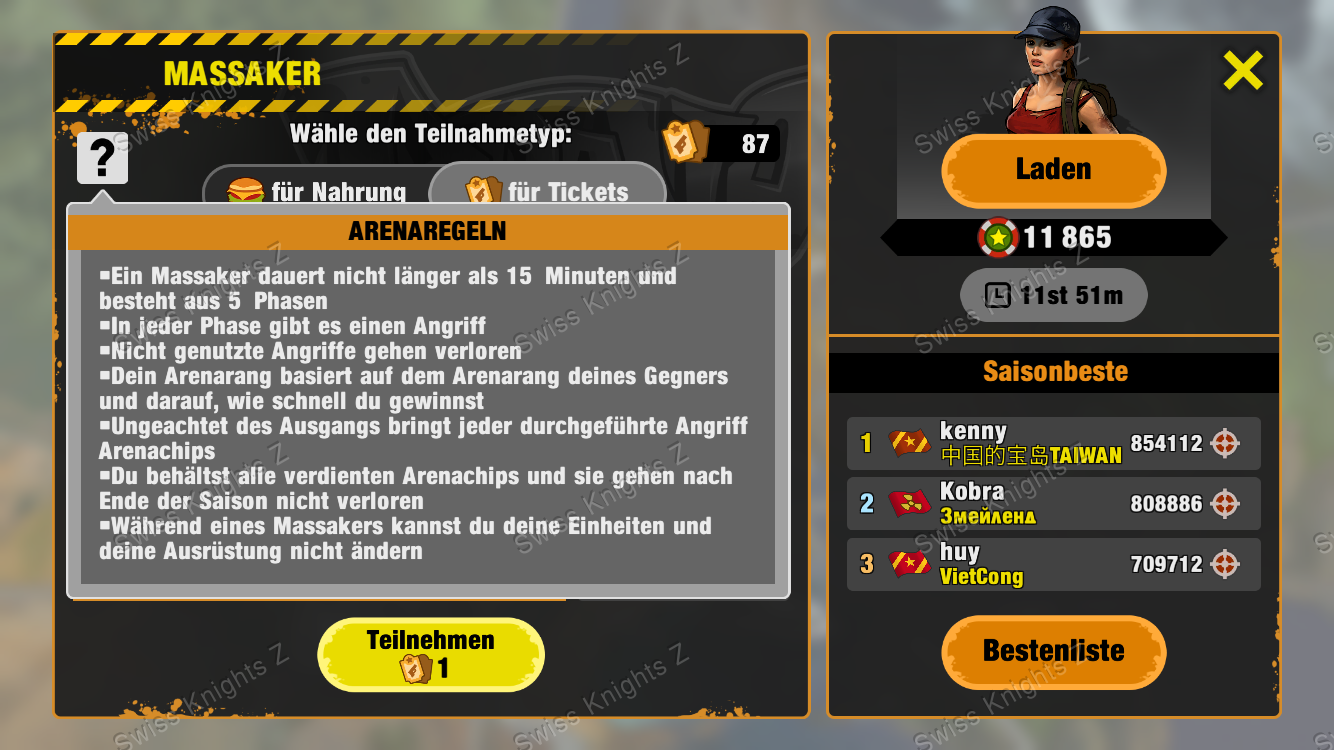 MASSAKER
Wähle den Teilnahmetyp:
87
?
für Nahrung
für Tickets
ARENAREGELN
▪Ein Massaker dauert nicht länger als 15 Minuten und
besteht aus 5 Phasen
▪In jeder Phase gibt es einen Angriff
▪Nicht genutzte Angriffe gehen verloren
▪Dein Arenarang basiert auf dem Arenarang deines Gegners
und darauf, wie schnell du gewinnst
▪Ungeachtet des Ausgangs bringt jeder durchgeführte Angriff
Arenachips
▪Du behältst alle verdienten Arenachips und sie gehen nach
Ende der Saison nicht verloren
▪Während eines Massakers kannst du deine Einheiten und
deine Ausrüstung nicht ändern
Teilnehmen
1
Laden
11 865
11st 51m
Saisonbeste
1 kenny 854112
中国的宝岛TAIWAN
2 Kobra 808886
Змейленд
3 huy 709712
VietCong
Bestenliste
Swiss Knights Z